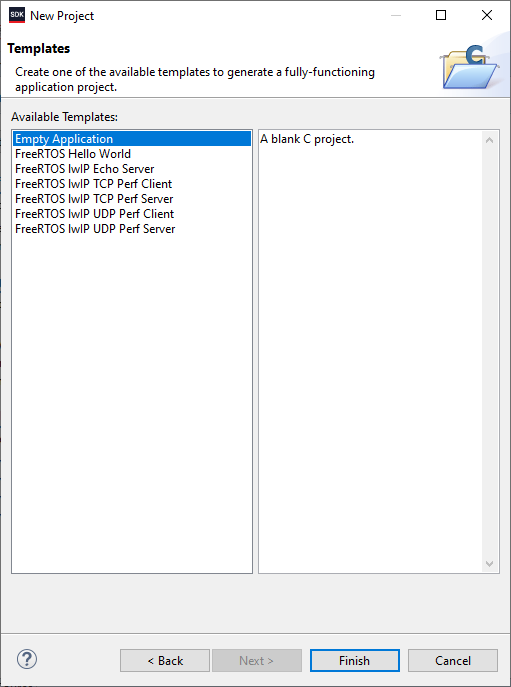 SDK New Project
Templates
Create one of the available templates to generate a fully-functioning
application project.
C
Available Templates:
Empty Application
FreeRTOS Hello World
FreeRTOS lwIP Echo Server
FreeRTOS lwIP TCP Perf Client
FreeRTOS lwIP TCP Perf Server
FreeRTOS lwIP UDP Perf Client
FreeRTOS lwIP UDP Perf Server
A blank C project.
?
< Back
Next >
Finish
Cancel